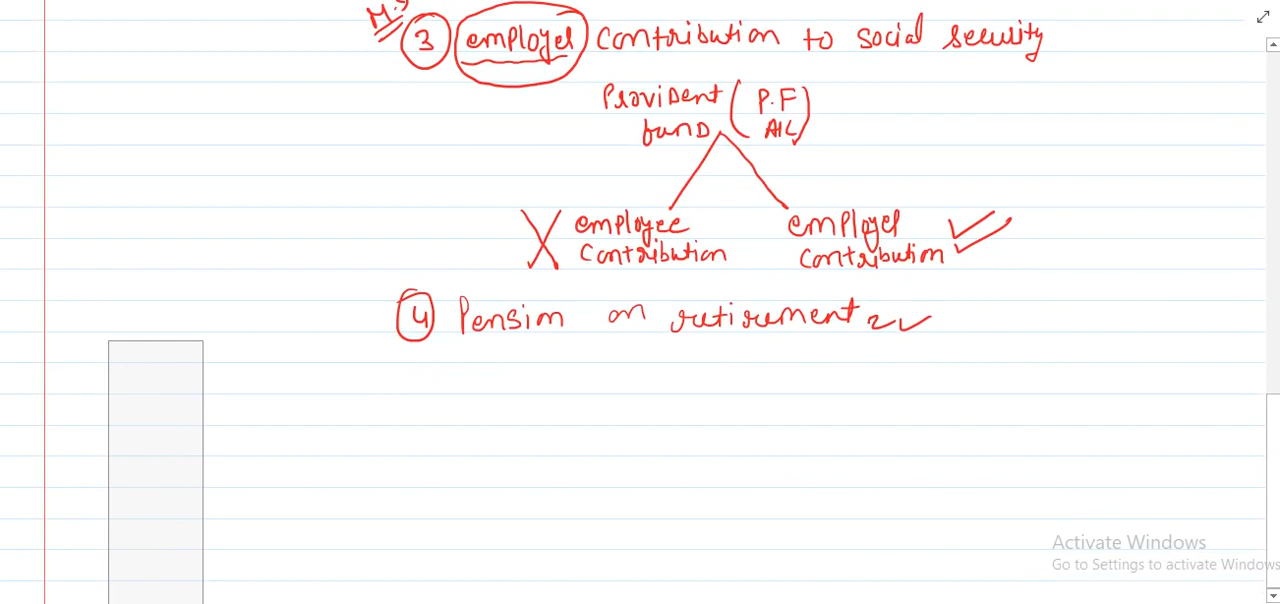 3 employer contribution to social security
Provident fund (P.F A/C)
employee contribution
employer contribution
4 Pension on retirement
Activate Windows
Go to Settings to activate Windows